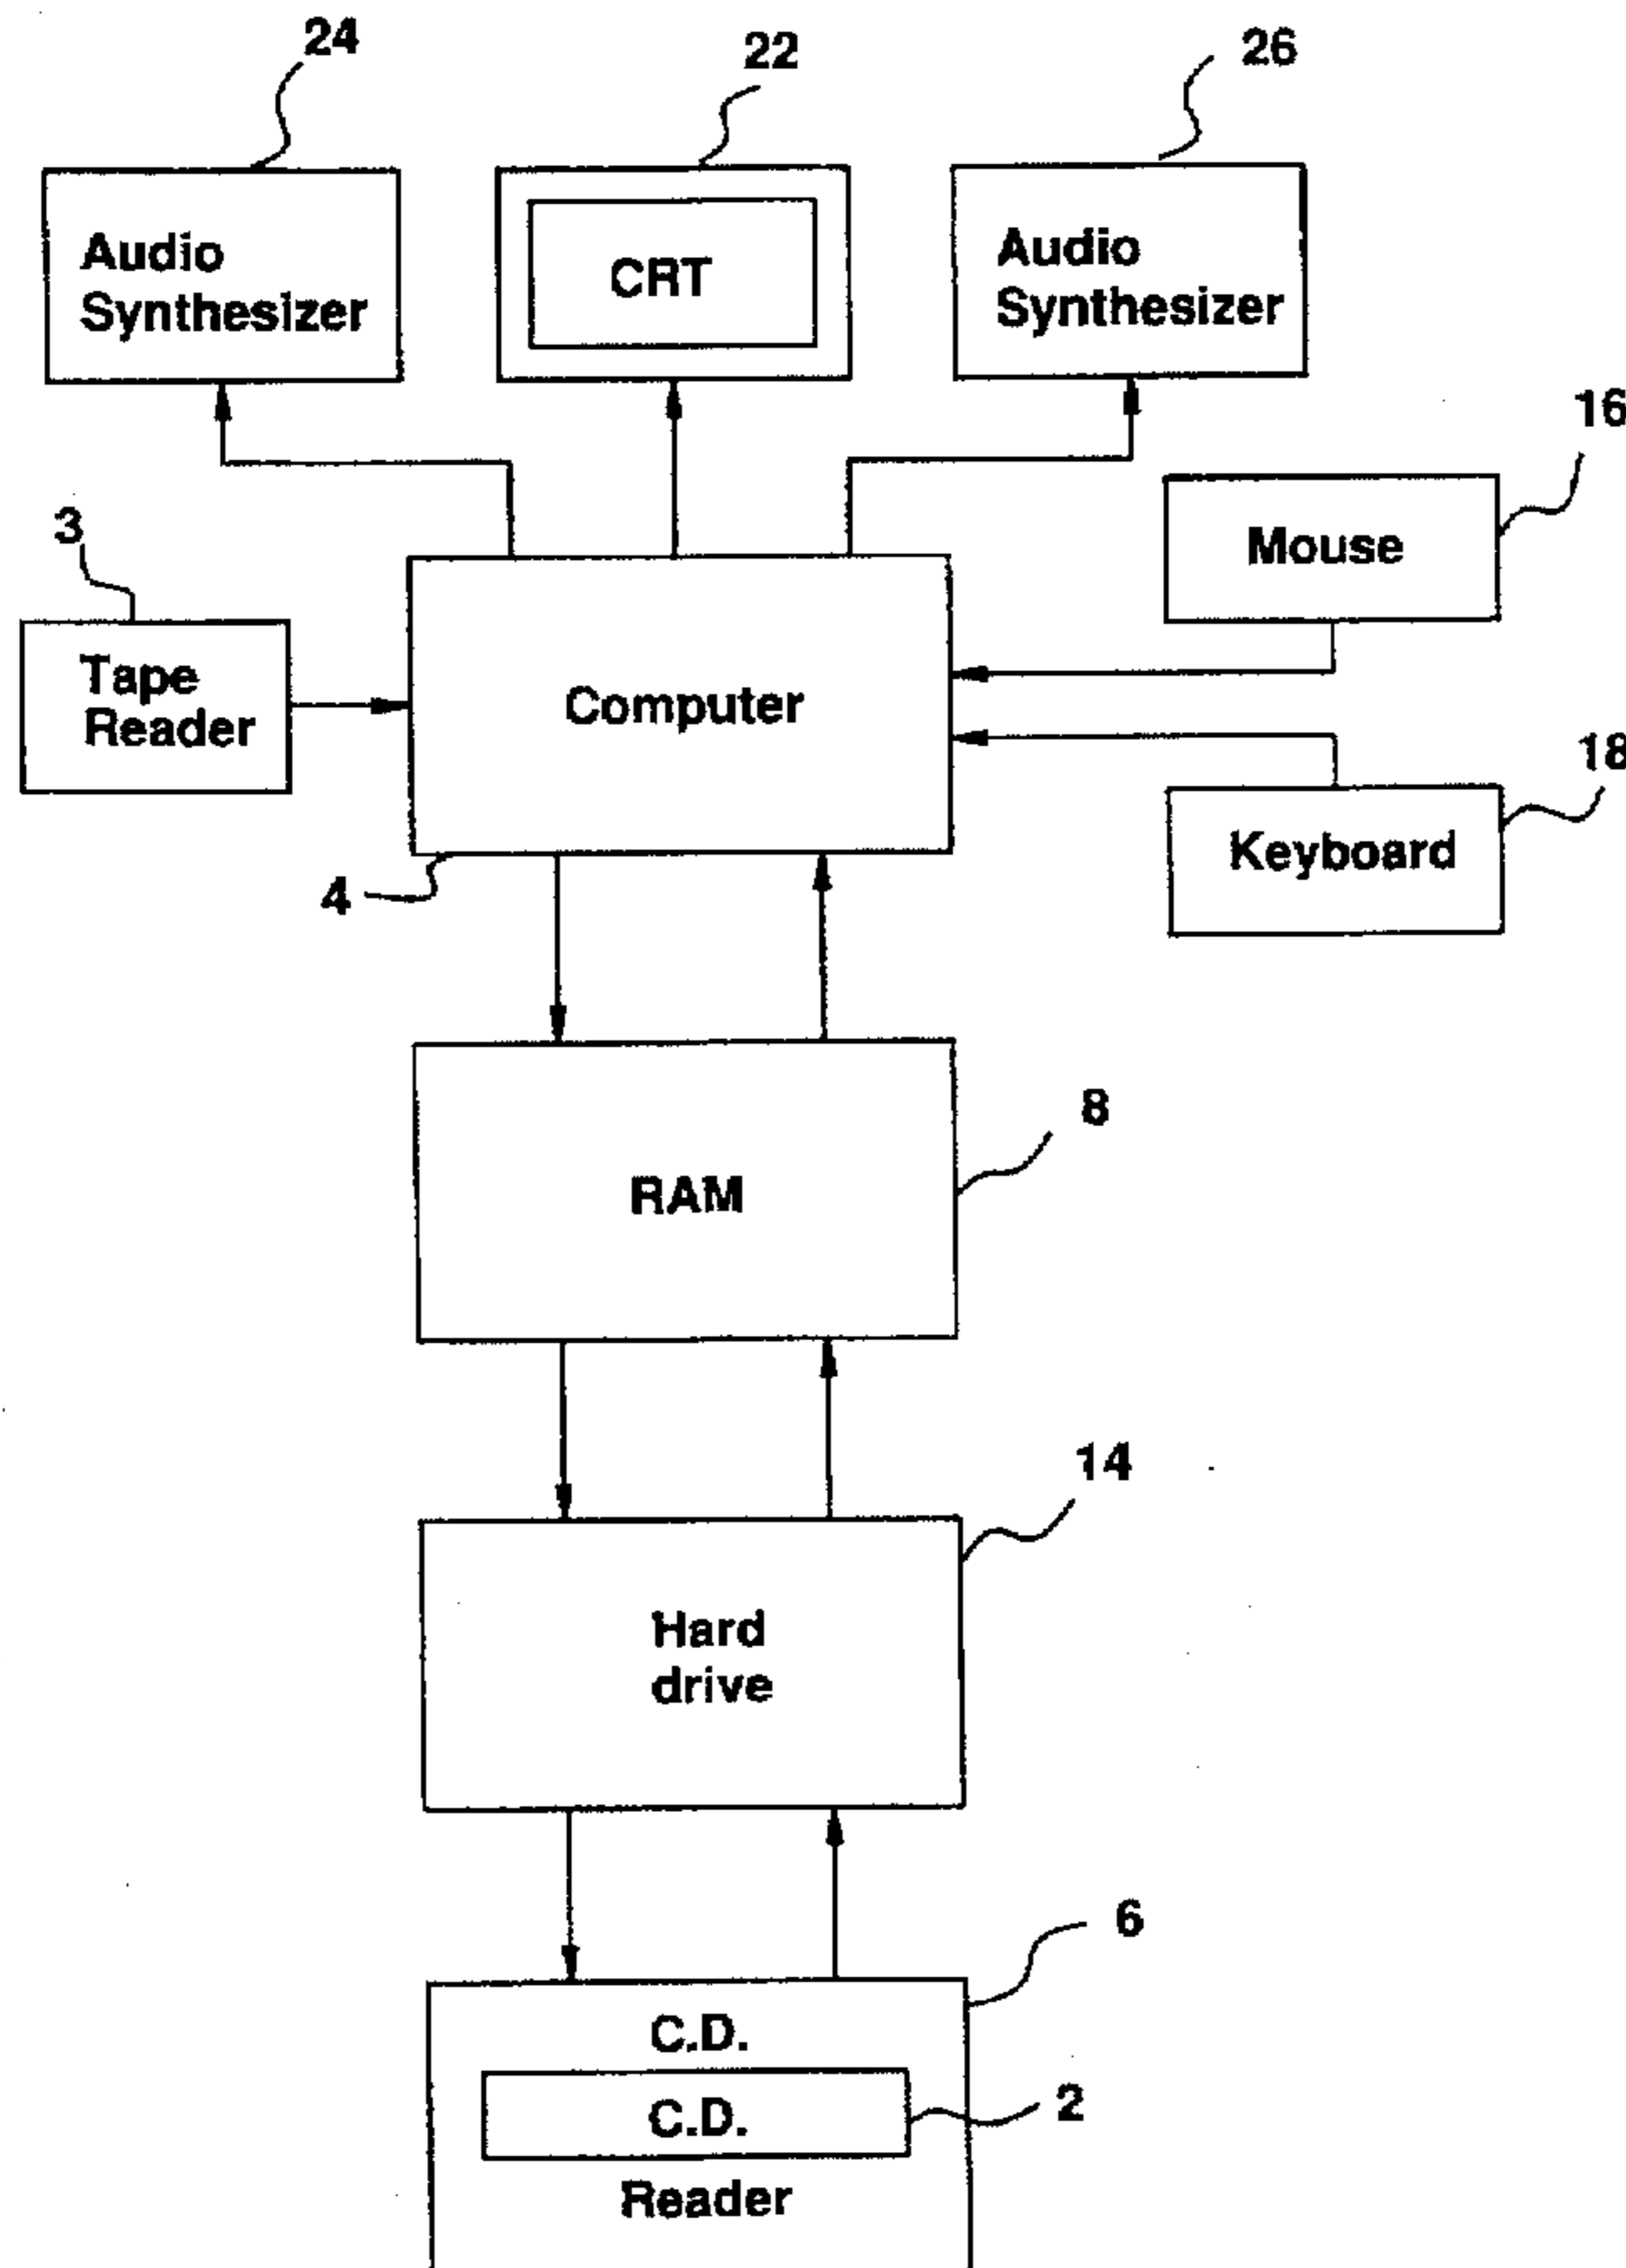 24
22
26
Audio
Synthesizer
CRT
Audio
Synthesizer
16
Mouse
3
Tape
Reader
Computer
18
Keyboard
4
8
RAM
14
Hard
drive
6
C.D.
C.D.
2
Reader